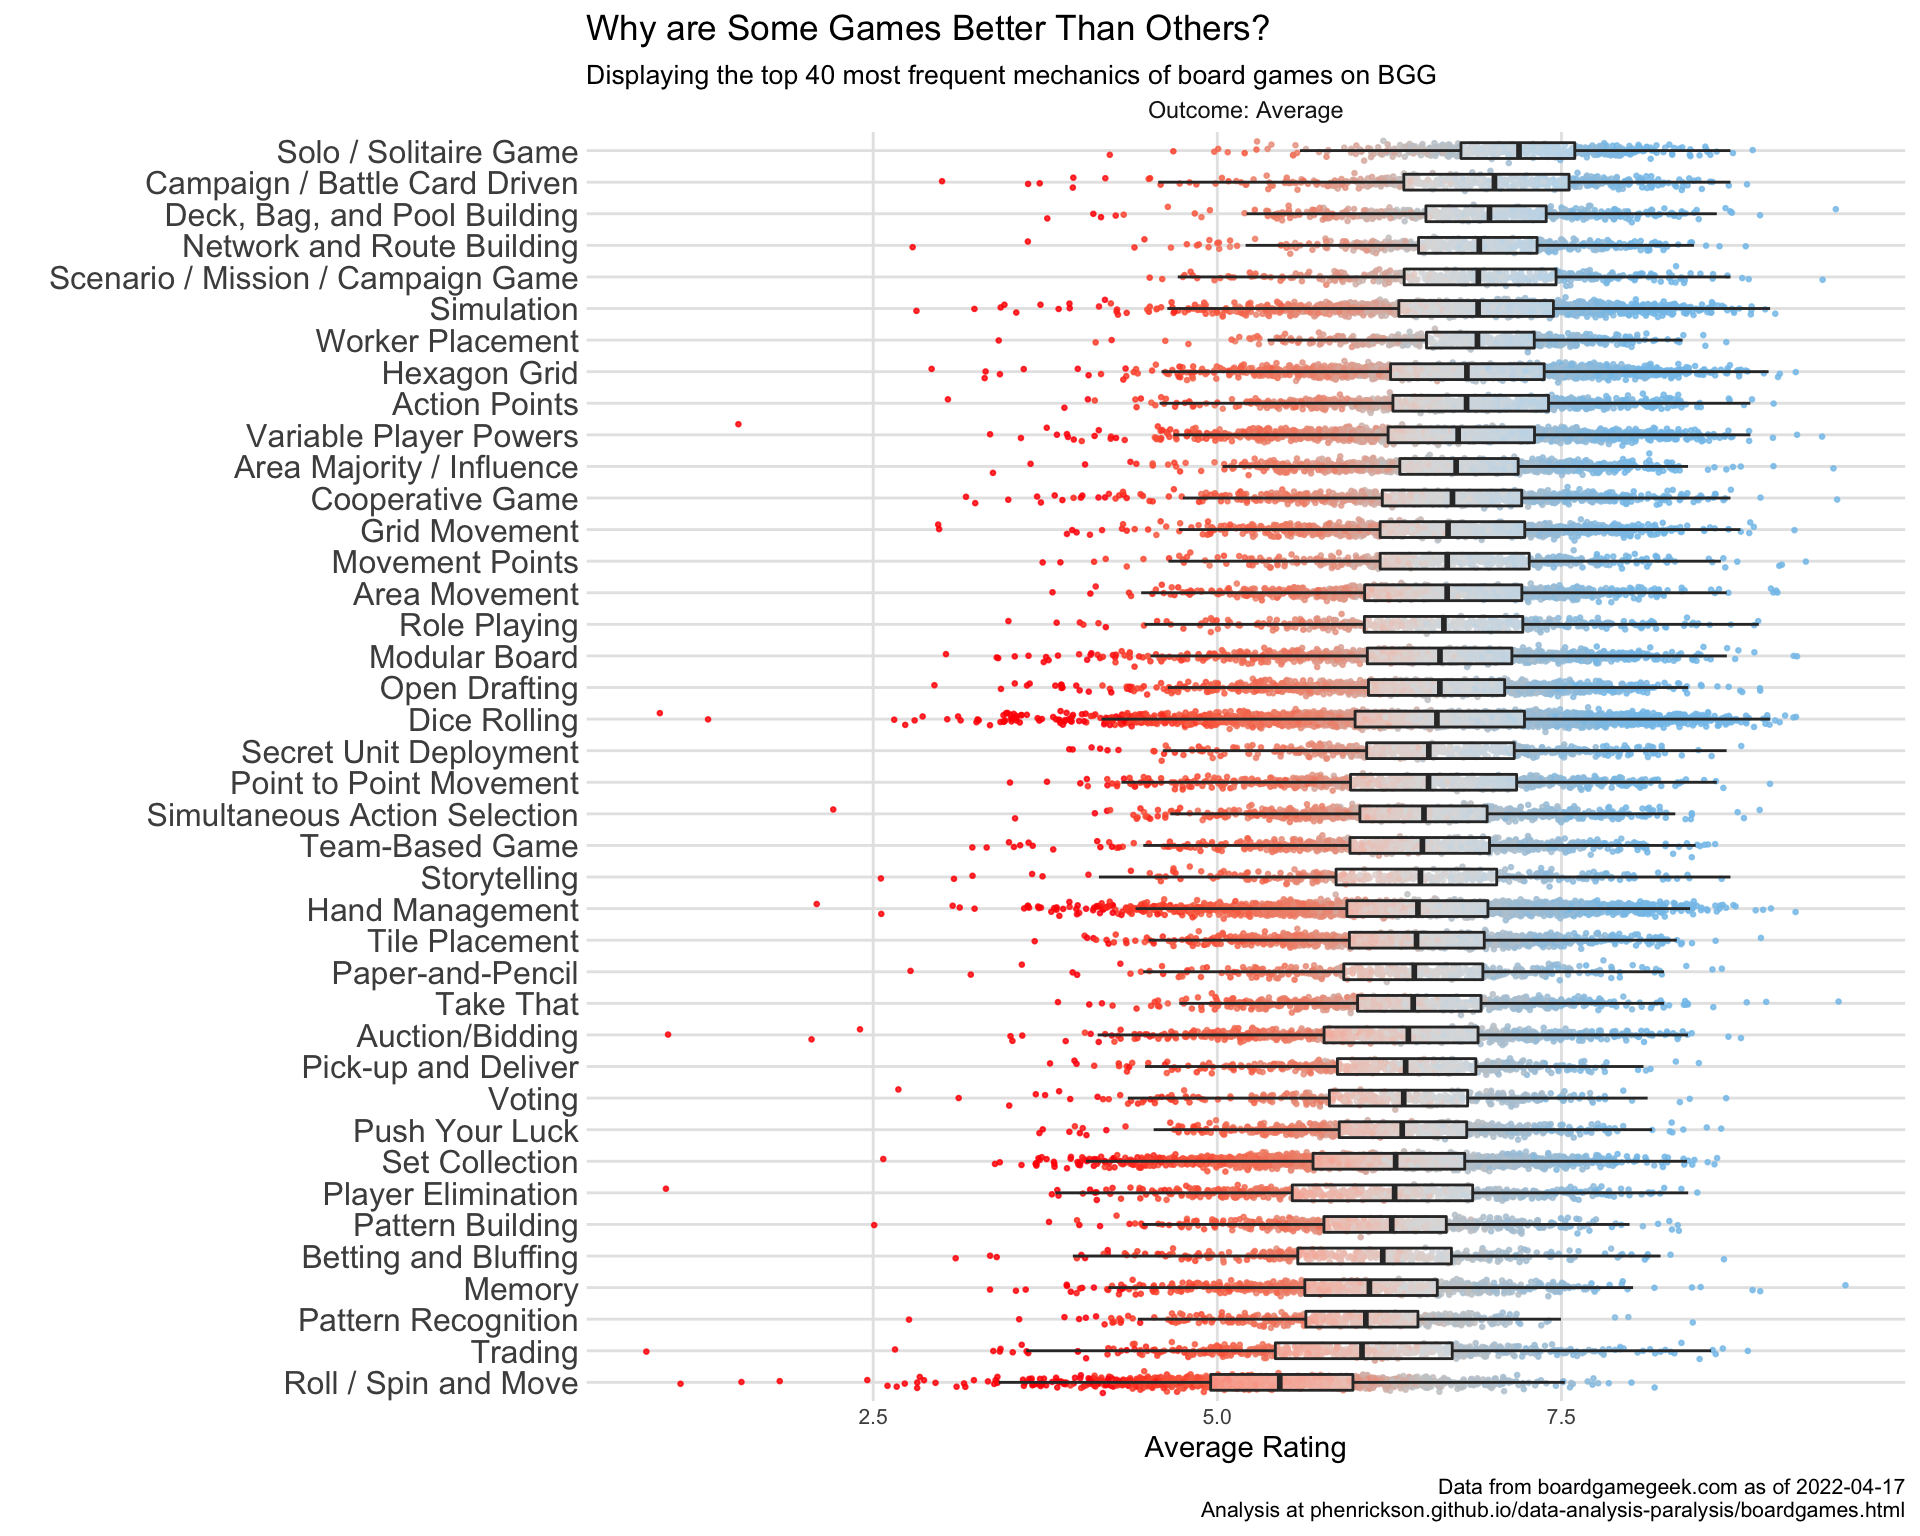 Why are Some Games Better Than Others?
Displaying the top 40 most frequent mechanics of board games on BGG
Outcome: Average
Solo / Solitaire Game
Campaign / Battle Card Driven
Deck, Bag, and Pool Building
Network and Route Building
Scenario / Mission / Campaign Game
Simulation
Worker Placement
Hexagon Grid
Action Points
Variable Player Powers
Area Majority / Influence
Cooperative Game
Grid Movement
Movement Points
Area Movement
Role Playing
Modular Board
Open Drafting
Dice Rolling
Secret Unit Deployment
Point to Point Movement
Simultaneous Action Selection
Team-Based Game
Storytelling
Hand Management
Tile Placement
Paper-and-Pencil
Take That
Auction/Bidding
Pick-up and Deliver
Voting
Push Your Luck
Set Collection
Player Elimination
Pattern Building
Betting and Bluffing
Memory
Pattern Recognition
Trading
Roll / Spin and Move
2.5 5.0 7.5
Average Rating
Data from boardgamegeek.com as of 2022-04-17
Analysis at phenrickson.github.io/data-analysis-paralysis/boardgames.html